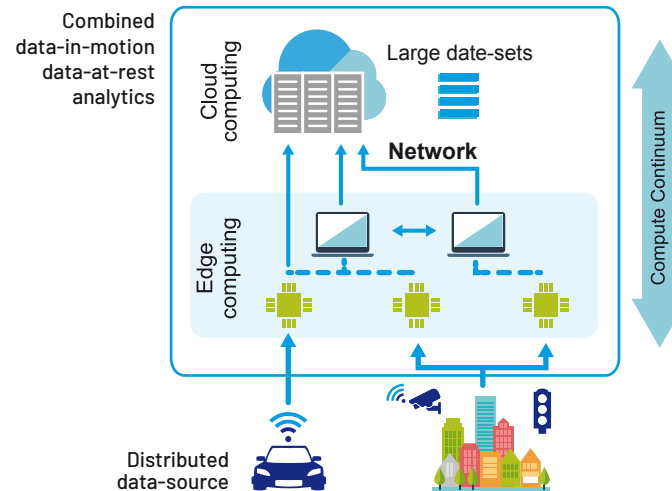 Combined
data-in-motion
data-at-rest
analytics
Cloud
computing
Large date-sets
Network
Edge
computing
Compute Continuum
Distributed
data-source